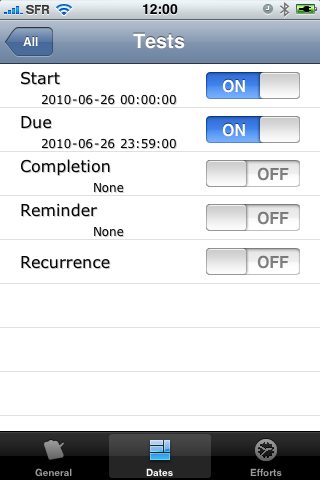 SFR 12:00
All Tests
Start ON
2010-06-26 00:00:00
Due ON
2010-06-26 23:59:00
Completion OFF
None
Reminder OFF
None
Recurrence OFF
General Dates Efforts